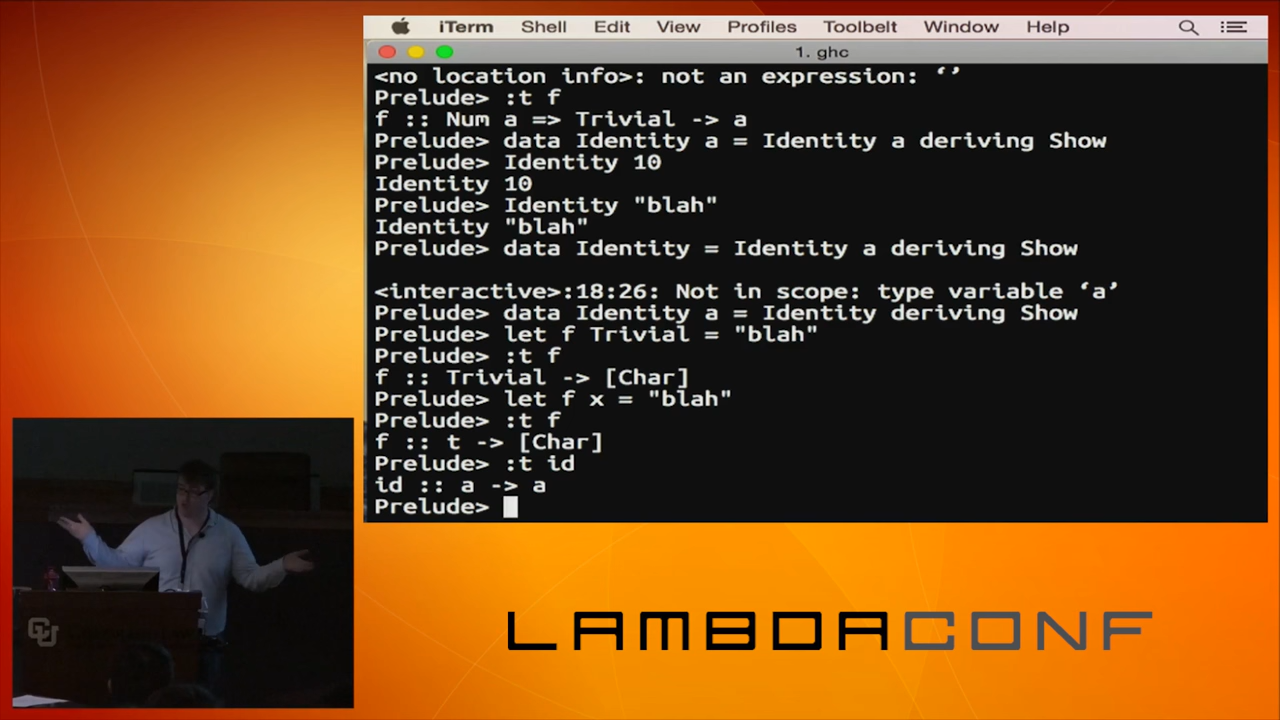 iTerm Shell Edit View Profiles Toolbelt Window Help
1. ghc
<no location info>: not an expression: ‘’
Prelude> :t f
f :: Num a => Trivial -> a
Prelude> data Identity a = Identity a deriving Show
Prelude> Identity 10
Identity 10
Prelude> Identity "blah"
Identity "blah"
Prelude> data Identity = Identity a deriving Show
<interactive>:18:26: Not in scope: type variable ‘a’
Prelude> data Identity a = Identity deriving Show
Prelude> let f Trivial = "blah"
Prelude> :t f
f :: Trivial -> [Char]
Prelude> let f x = "blah"
Prelude> :t f
f :: t -> [Char]
Prelude> :t id
id :: a -> a
Prelude>
CU
LAMBDACONF